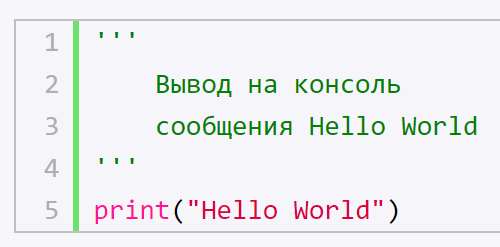 1 '''
2     Вывод на консоль
3     сообщения Hello World
4 '''
5 print("Hello World")